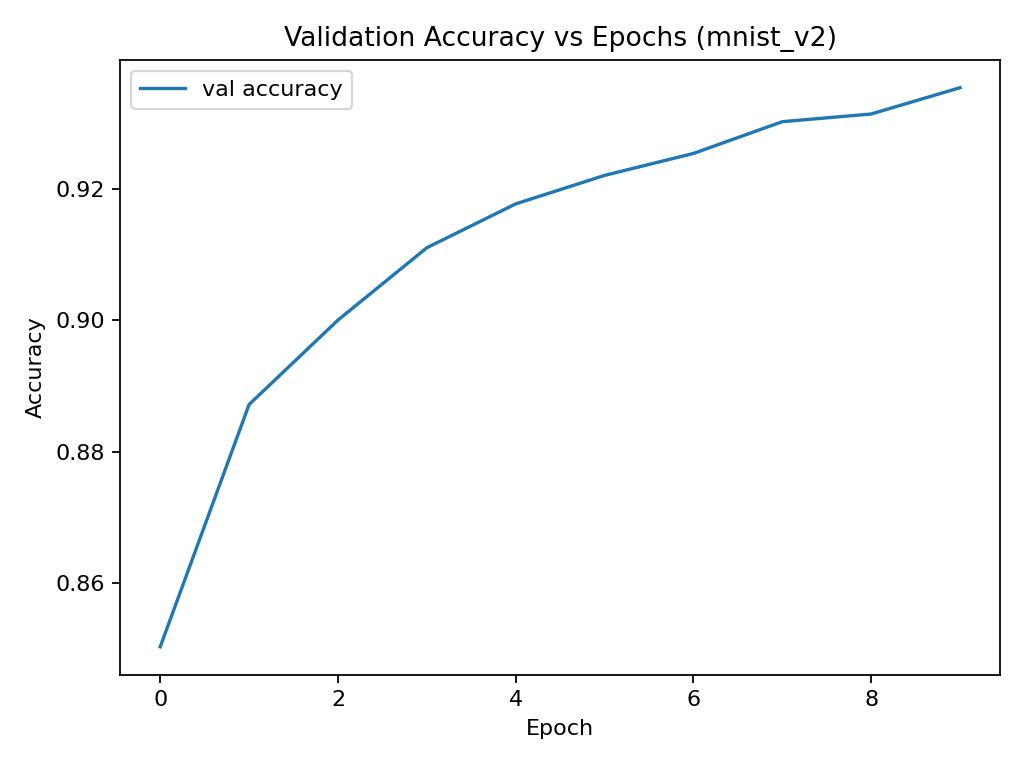 Validation Accuracy vs Epochs (mnist_v2)
val accuracy
0.92
0.90
0.88
0.86
Accuracy
0 2 4 6 8
Epoch